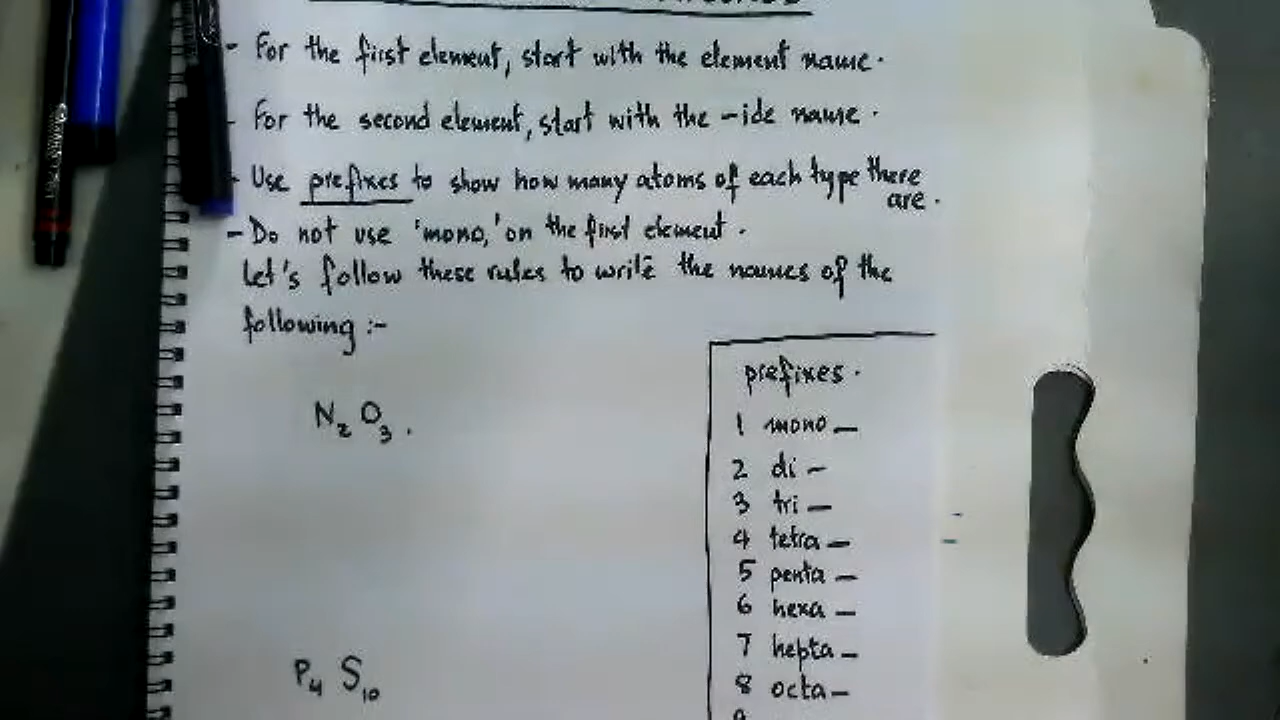 - For the first element, start with the element name.
- For the second element, start with the -ide name.
- Use prefixes to show how many atoms of each type there
are.
- Do not use 'mono,' on the first element.
Let's follow these rules to write the names of the
following :-
N₂O₃.
prefixes.
1 mono —
2 di —
3 tri —
4 tetra —
5 penta —
6 hexa —
7 hepta —
8 octa —
P₄ S₁₀